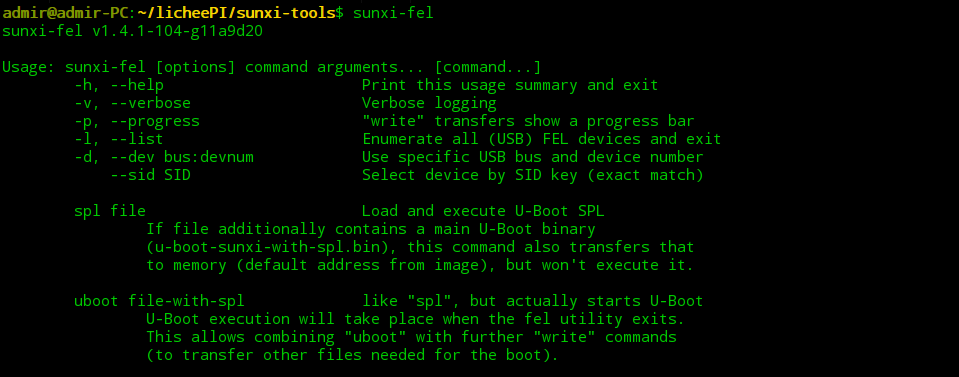 admir@admir-PC:~/licheePI/sunxi-tools$ sunxi-fel
sunxi-fel v1.4.1-104-g11a9d20
Usage: sunxi-fel [options] command arguments... [command...]
-h, --help Print this usage summary and exit
-v, --verbose Verbose logging
-p, --progress "write" transfers show a progress bar
-l, --list Enumerate all (USB) FEL devices and exit
-d, --dev bus:devnum Use specific USB bus and device number
--sid SID Select device by SID key (exact match)
spl file Load and execute U-Boot SPL
If file additionally contains a main U-Boot binary
(u-boot-sunxi-with-spl.bin), this command also transfers that
to memory (default address from image), but won't execute it.
uboot file-with-spl like "spl", but actually starts U-Boot
U-Boot execution will take place when the fel utility exits.
This allows combining "uboot" with further "write" commands
(to transfer other files needed for the boot).